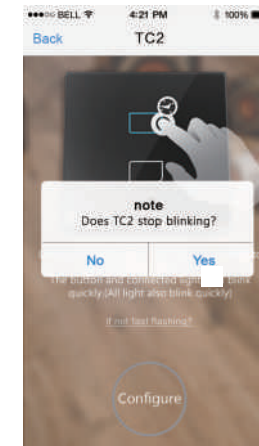 BELL 4:21 PM 100%
Back TC2
note
Does TC2 stop blinking?
No Yes
The button and connected light blink
quickly.(All light also blink quickly)
If not fast flashing?
Configure